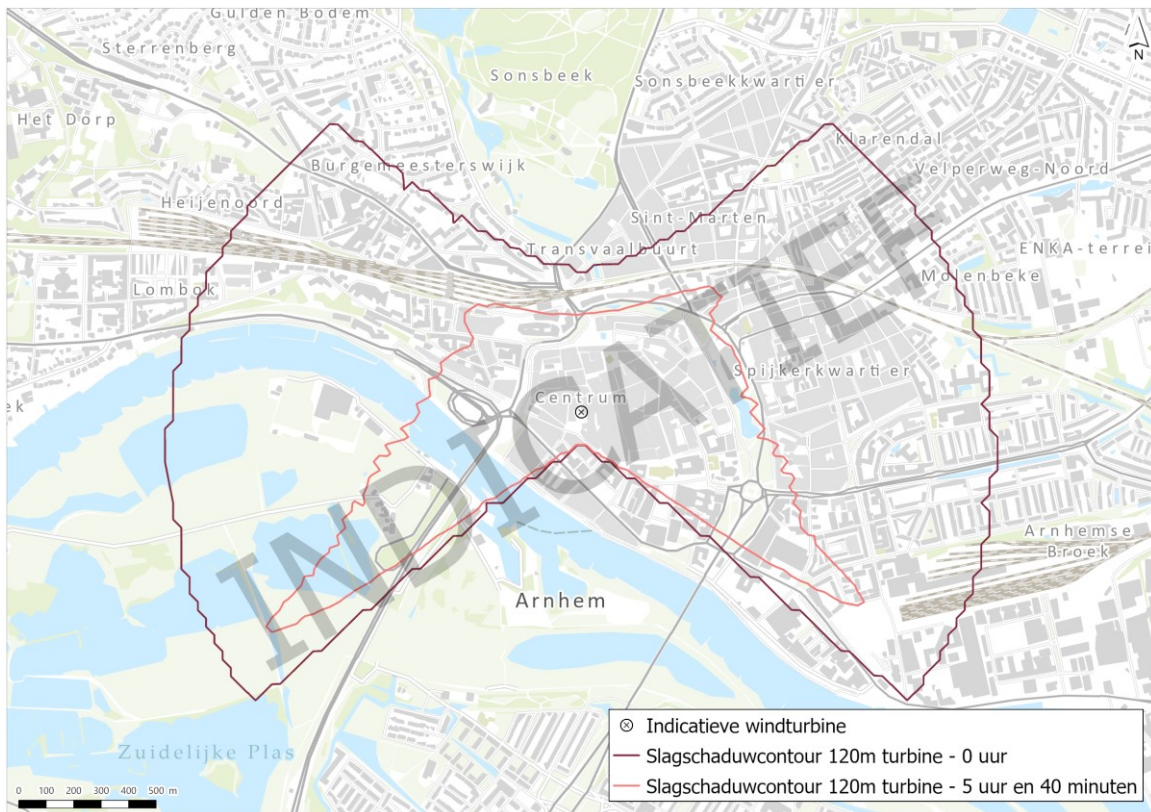 Gulden Bodem
Sterrenberg
N
Sonsbeek
Sonsbeekkwartier
Het Dorp
Klarendal
Burgemeesterswijk
Velperweg-Noord
Heijenoord
Sint-Marten
Transvaalbuurt
ENKA-terrei
Molenbeke
Lombok
Spijkerkwartier
Centrum
ek
INDICATIEF
Arnhemse
Broek
Arnhem
Zuidelijke Plas
Indicatieve windturbine
Slagschaduwcontour 120m turbine - 0 uur
Slagschaduwcontour 120m turbine - 5 uur en 40 minuten
0 100 200 300 400 500 m